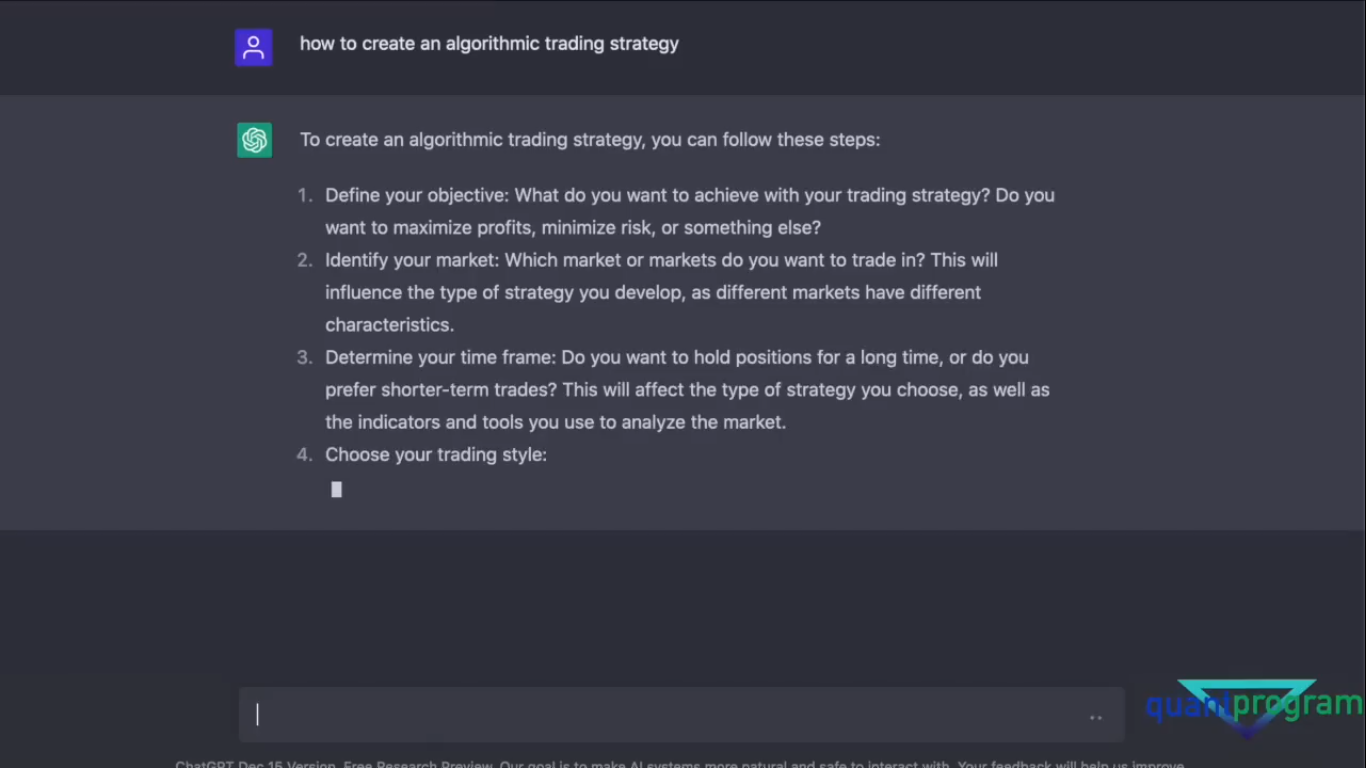 how to create an algorithmic trading strategy
To create an algorithmic trading strategy, you can follow these steps:
1. Define your objective: What do you want to achieve with your trading strategy? Do you
want to maximize profits, minimize risk, or something else?
2. Identify your market: Which market or markets do you want to trade in? This will
influence the type of strategy you develop, as different markets have different
characteristics.
3. Determine your time frame: Do you want to hold positions for a long time, or do you
prefer shorter-term trades? This will affect the type of strategy you choose, as well as
the indicators and tools you use to analyze the market.
4. Choose your trading style:
quantprogram
ChatGPT Dec 15 Version. Free Research Preview. Our goal is to make AI systems more natural and safe to interact with. Your feedback will help us improve.